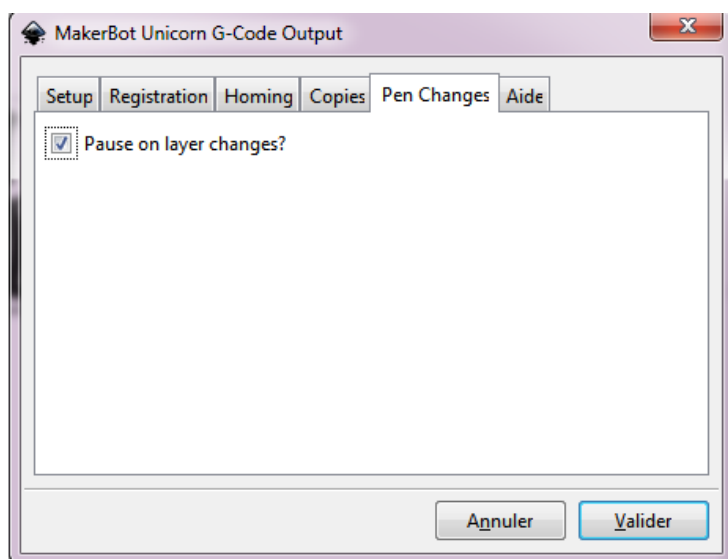 MakerBot Unicorn G-Code Output
Setup Registration Homing Copies Pen Changes Aide
Pause on layer changes?
Annuler Valider